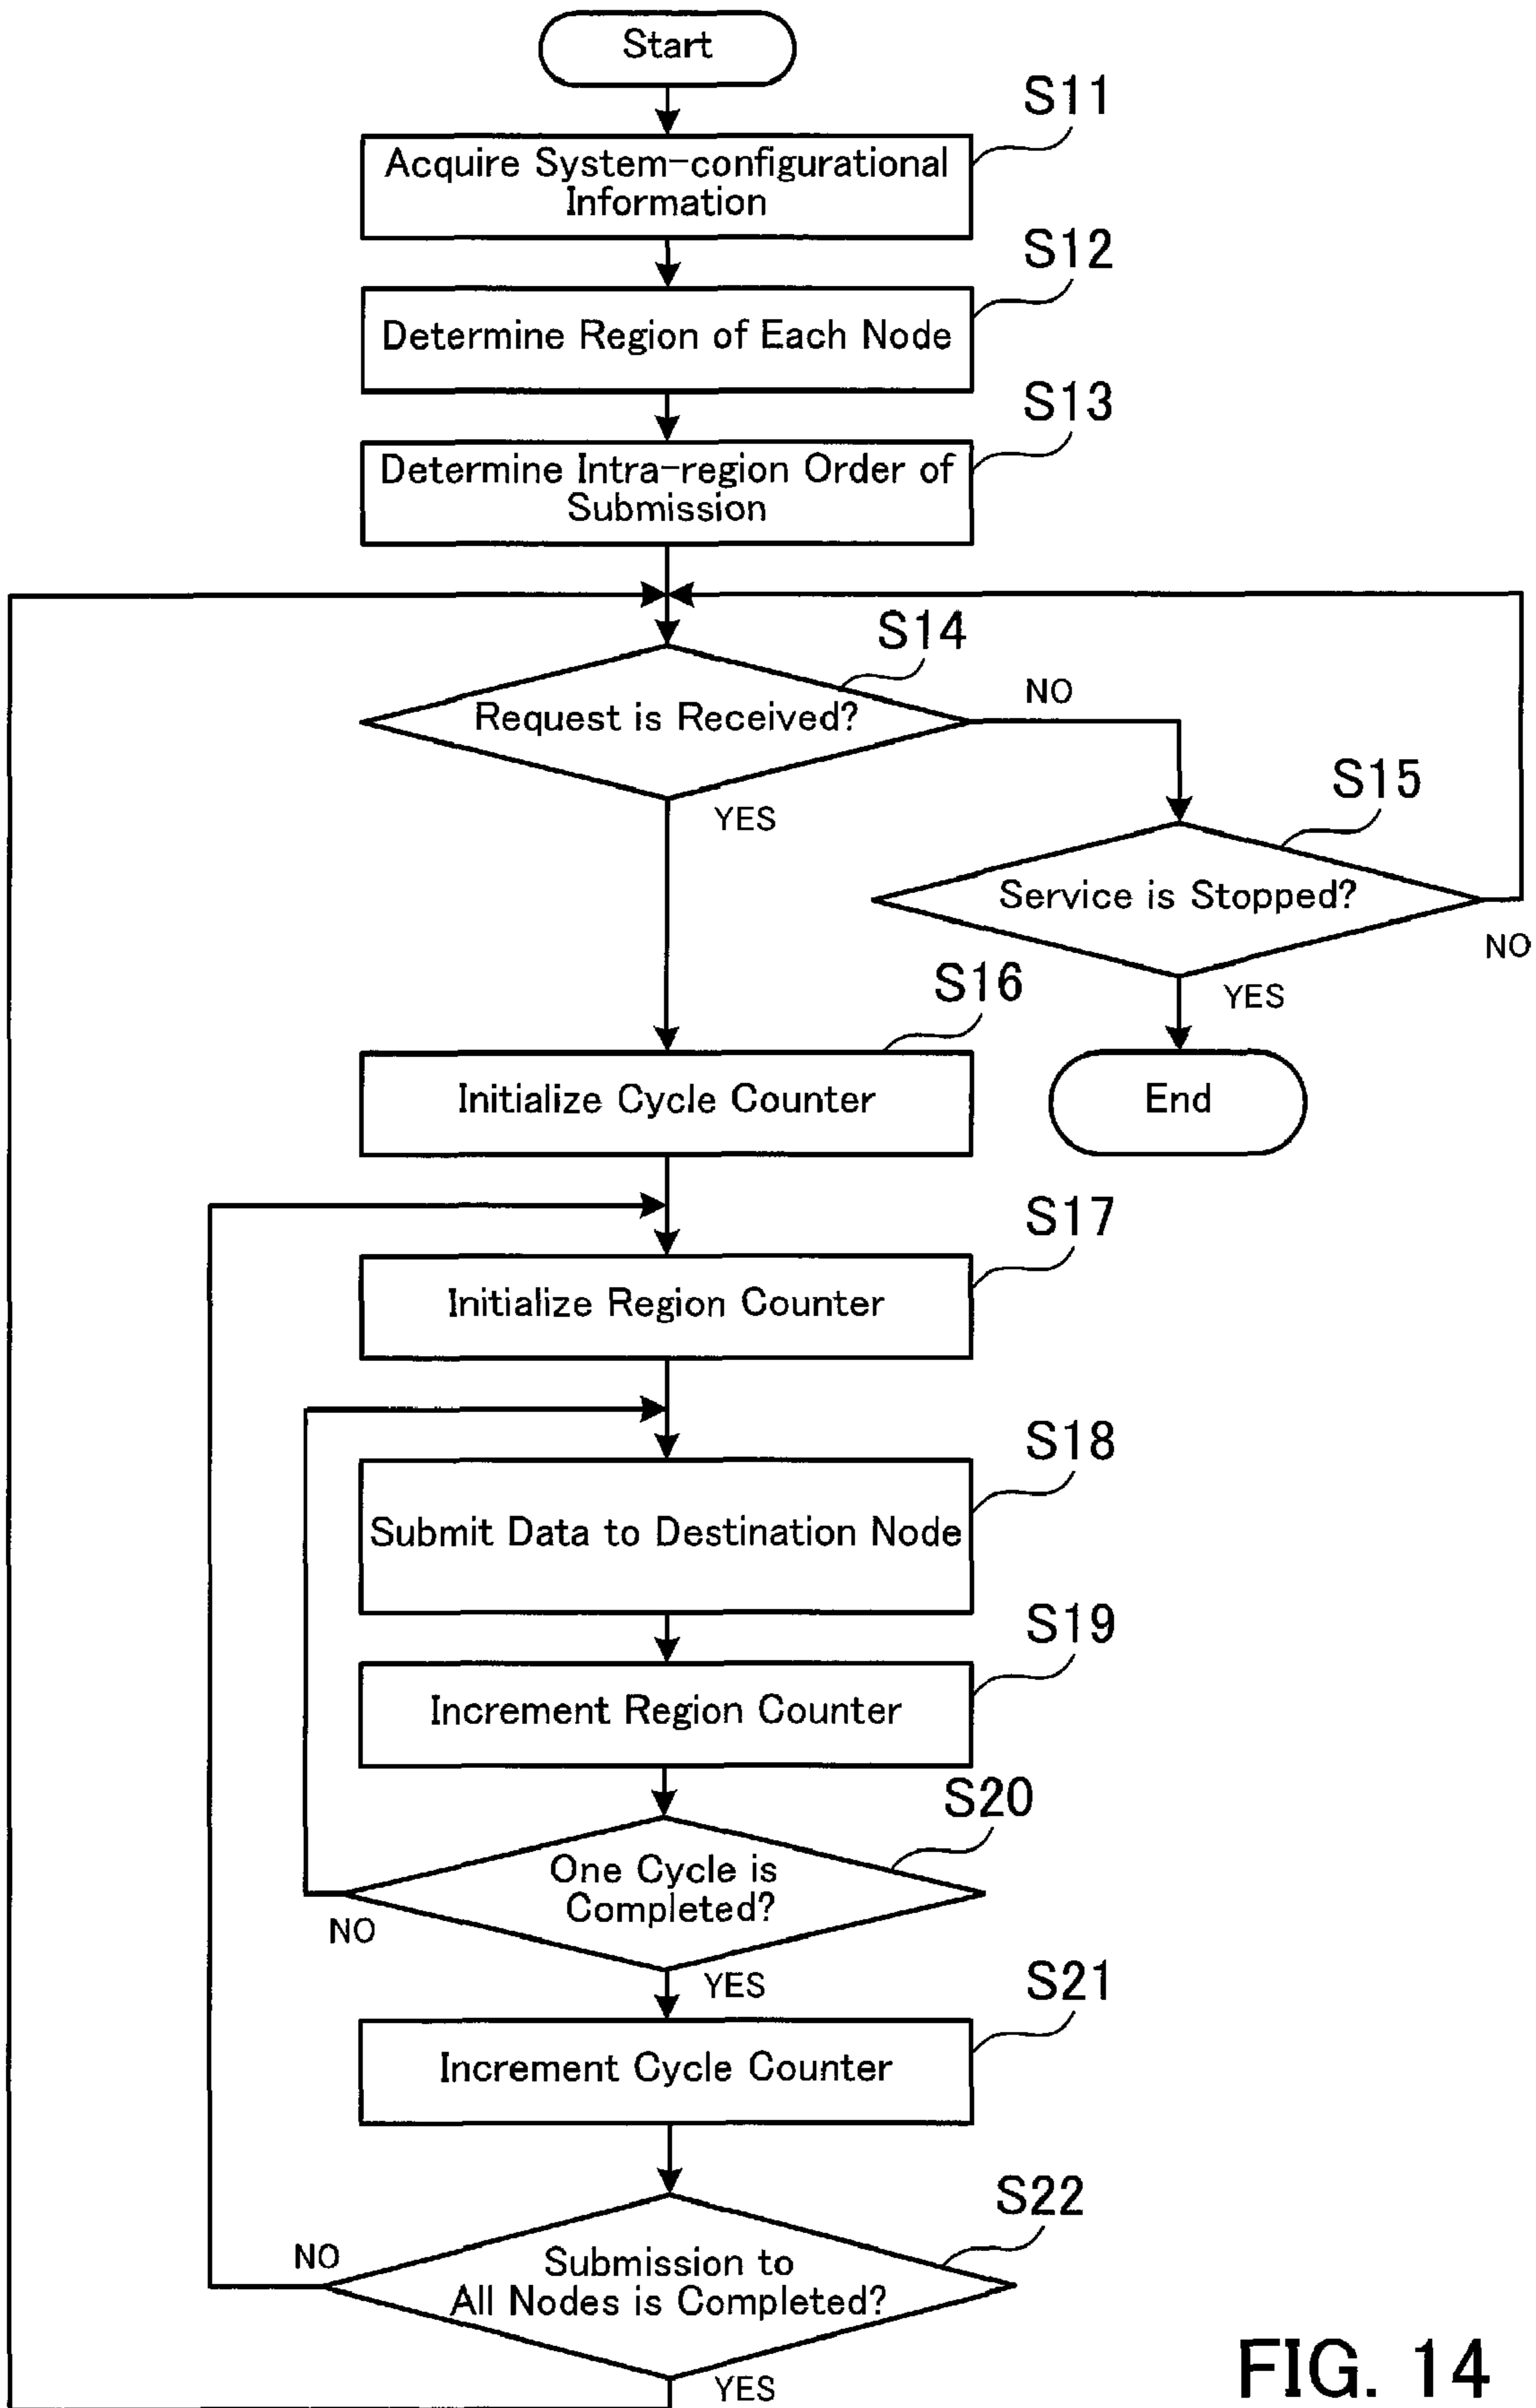 Start
S11
Acquire System-configurational
Information
S12
Determine Region of Each Node
S13
Determine Intra-region Order of
Submission
S14
Request is Received?
NO
YES
S15
Service is Stopped?
NO
YES
S16
Initialize Cycle Counter
End
S17
Initialize Region Counter
S18
Submit Data to Destination Node
S19
Increment Region Counter
S20
One Cycle is
Completed?
NO
YES
S21
Increment Cycle Counter
S22
NO
Submission to
All Nodes is Completed?
YES
FIG. 14